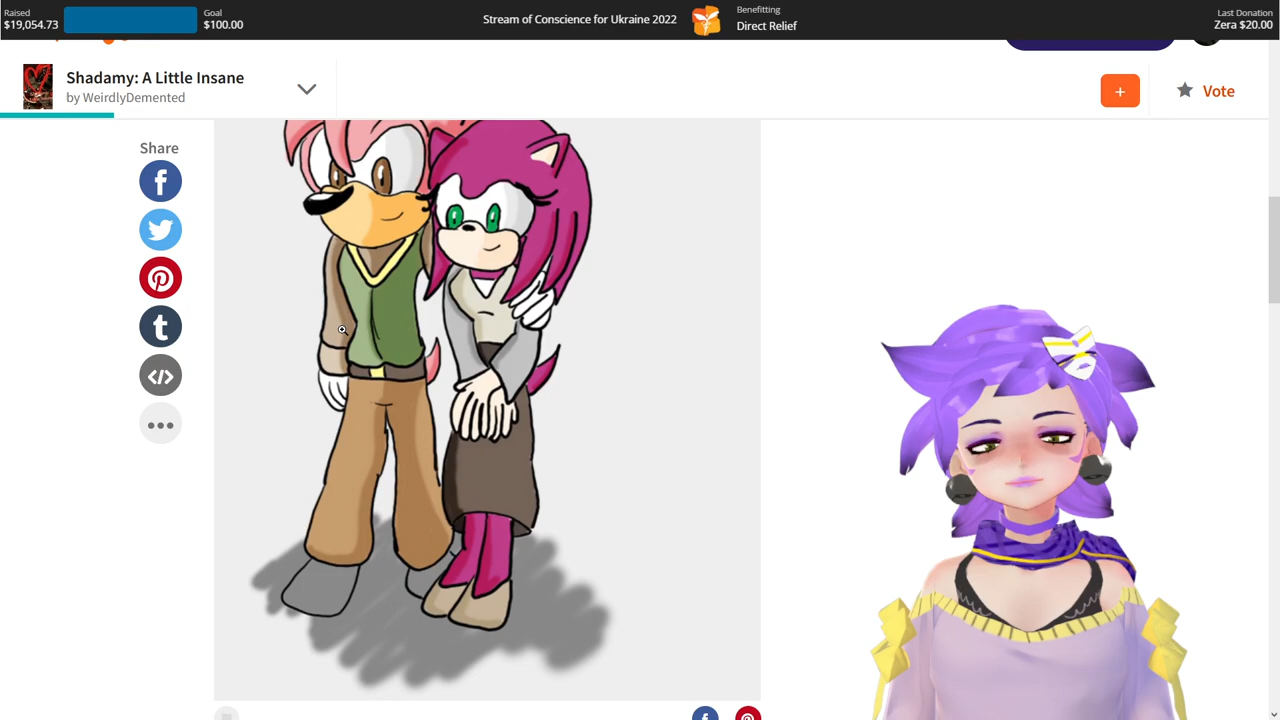 Raised
$19,054.73
Goal
$100.00
Stream of Conscience for Ukraine 2022
Benefitting
Direct Relief
Last Donation
Zera $20.00
Shadamy: A Little Insane
by WeirdlyDemented
+
Vote
Share
f
t
</>
f